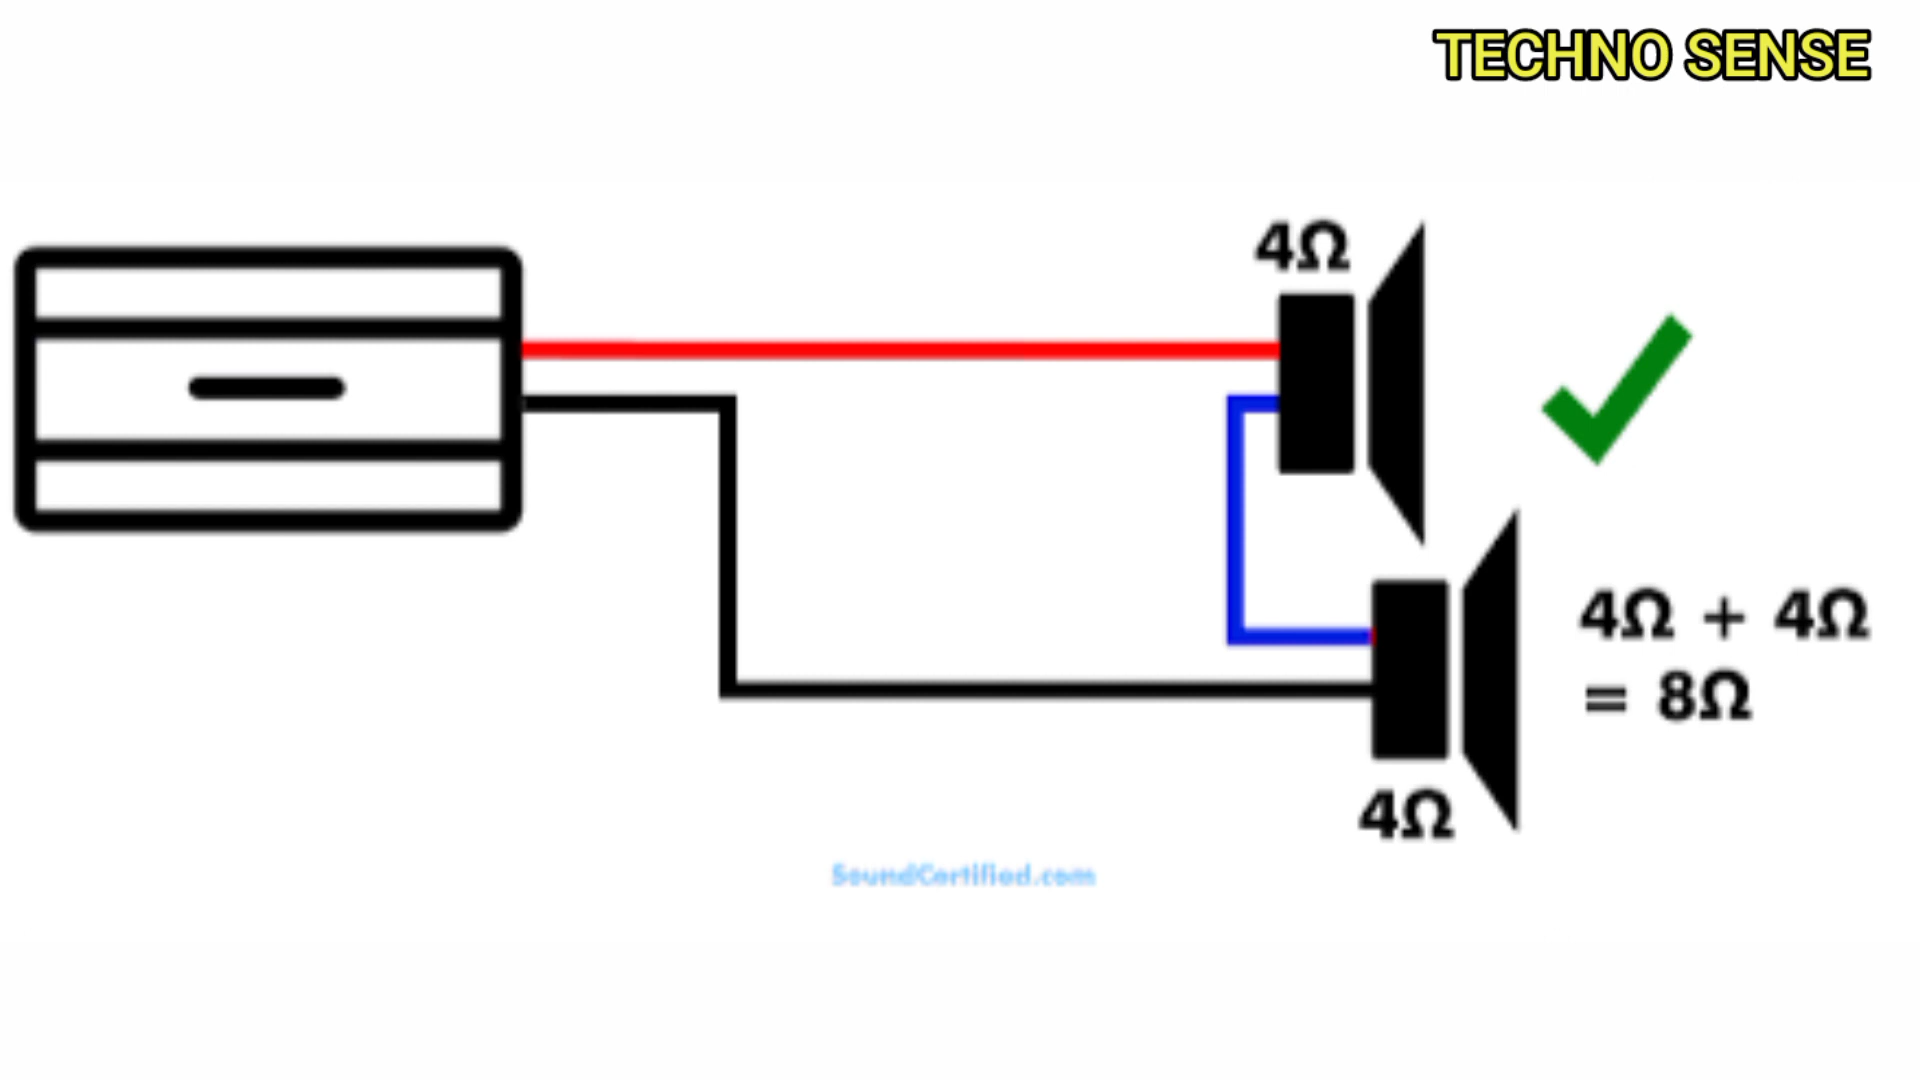 TECHNO SENSE
4Ω
4Ω + 4Ω
= 8Ω
4Ω
SoundCertified.com